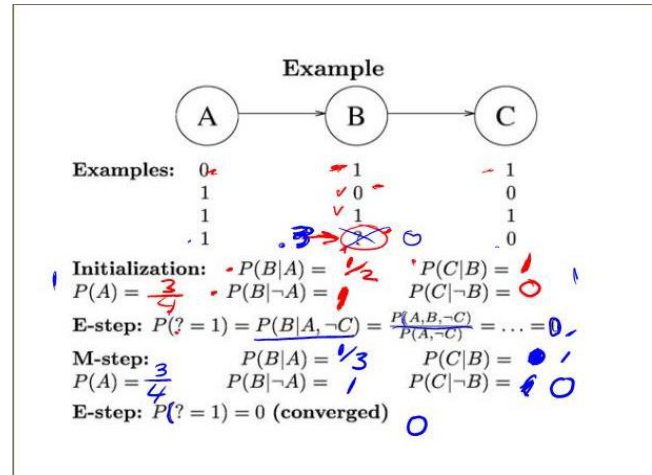 Example
A B C
Examples: 0 1 1
1 0 0
1 1 1
1 ? 0 0
Initialization: P(B|A) = 1/2 P(C|B) = 1
P(A) = 3/4 P(B|¬A) = 1 P(C|¬B) = 0
E-step: P(? = 1) = P(B|A, ¬C) = P(A,B,¬C)/P(A,¬C) = ... = 0
M-step: P(B|A) = 1/3 P(C|B) = 1
P(A) = 3/4 P(B|¬A) = 1 P(C|¬B) = 0
E-step: P(? = 1) = 0 (converged) 0